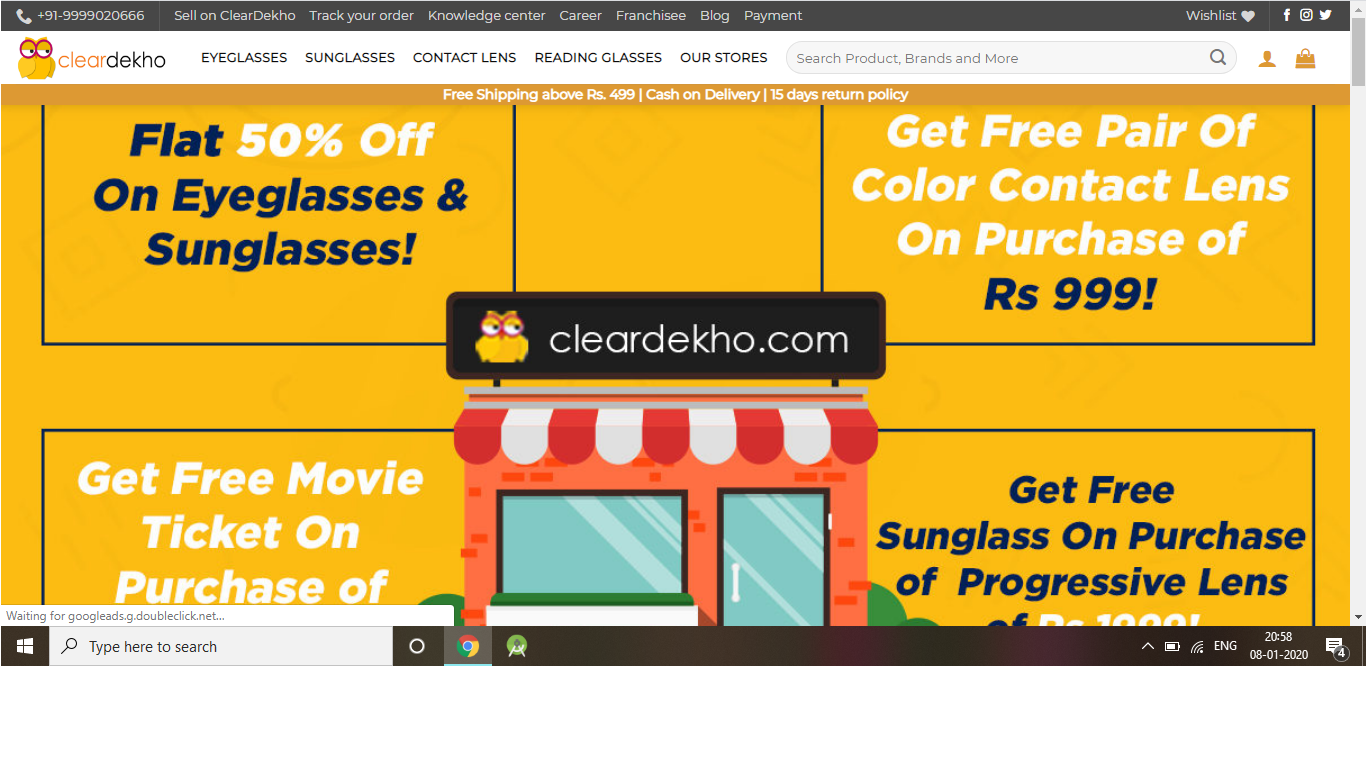 +91-9999020666 Sell on ClearDekho Track your order Knowledge center Career Franchisee Blog Payment Wishlist
cleardekho EYEGLASSES SUNGLASSES CONTACT LENS READING GLASSES OUR STORES Search Product, Brands and More
Free Shipping above Rs. 499 | Cash on Delivery | 15 days return policy
Flat 50% Off
On Eyeglasses &
Sunglasses!
Get Free Pair Of
Color Contact Lens
On Purchase of
Rs 999!
cleardekho.com
Get Free Movie
Ticket On
Purchase of
Get Free
Sunglass On Purchase
of Progressive Lens
of Rs 1999!
Waiting for googleads.g.doubleclick.net...
Type here to search
ENG
20:58
08-01-2020
4